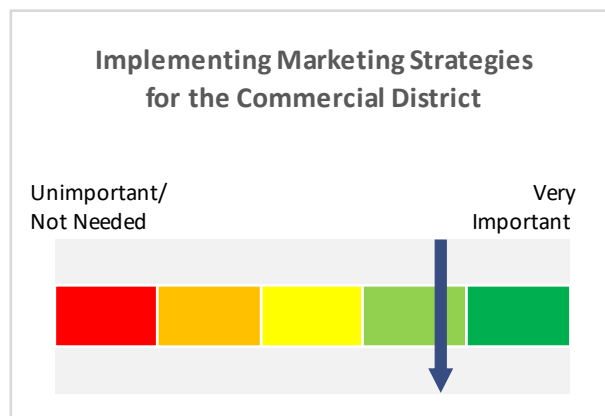 Implementing Marketing Strategies
for the Commercial District
Unimportant/
Not Needed
Very
Important